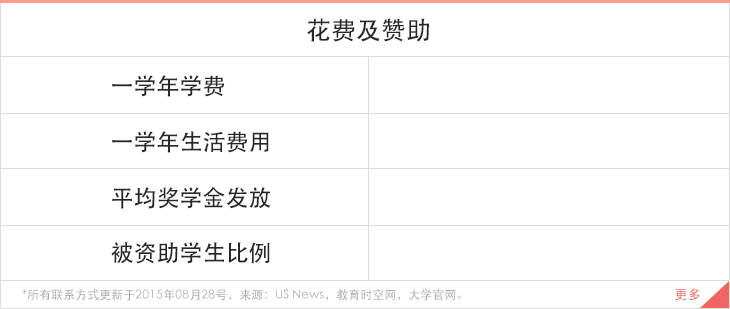 花费及赞助
一学年学费
一学年生活费用
平均奖学金发放
被资助学生比例
*所有联系方式更新于2015年08月28号，来源：US News，教育时空网，大学官网。
更多